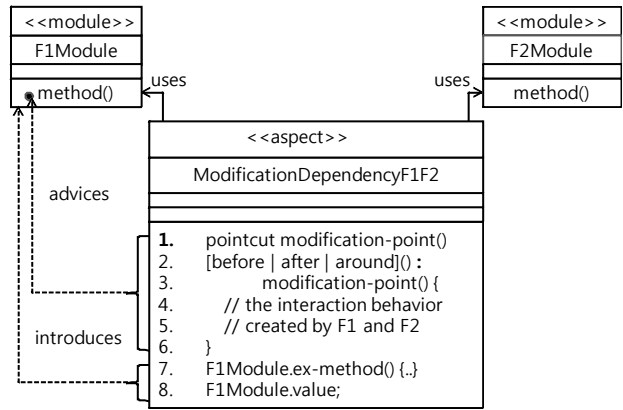 <<module>>
F1Module
method()
<<module>>
F2Module
method()
uses
uses
<<aspect>>
ModificationDependencyF1F2
advices
introduces
1. pointcut modification-point()
2. [before | after | around]() :
3. modification-point() {
4. // the interaction behavior
5. // created by F1 and F2
6. }
7. F1Module.ex-method() {..}
8. F1Module.value;